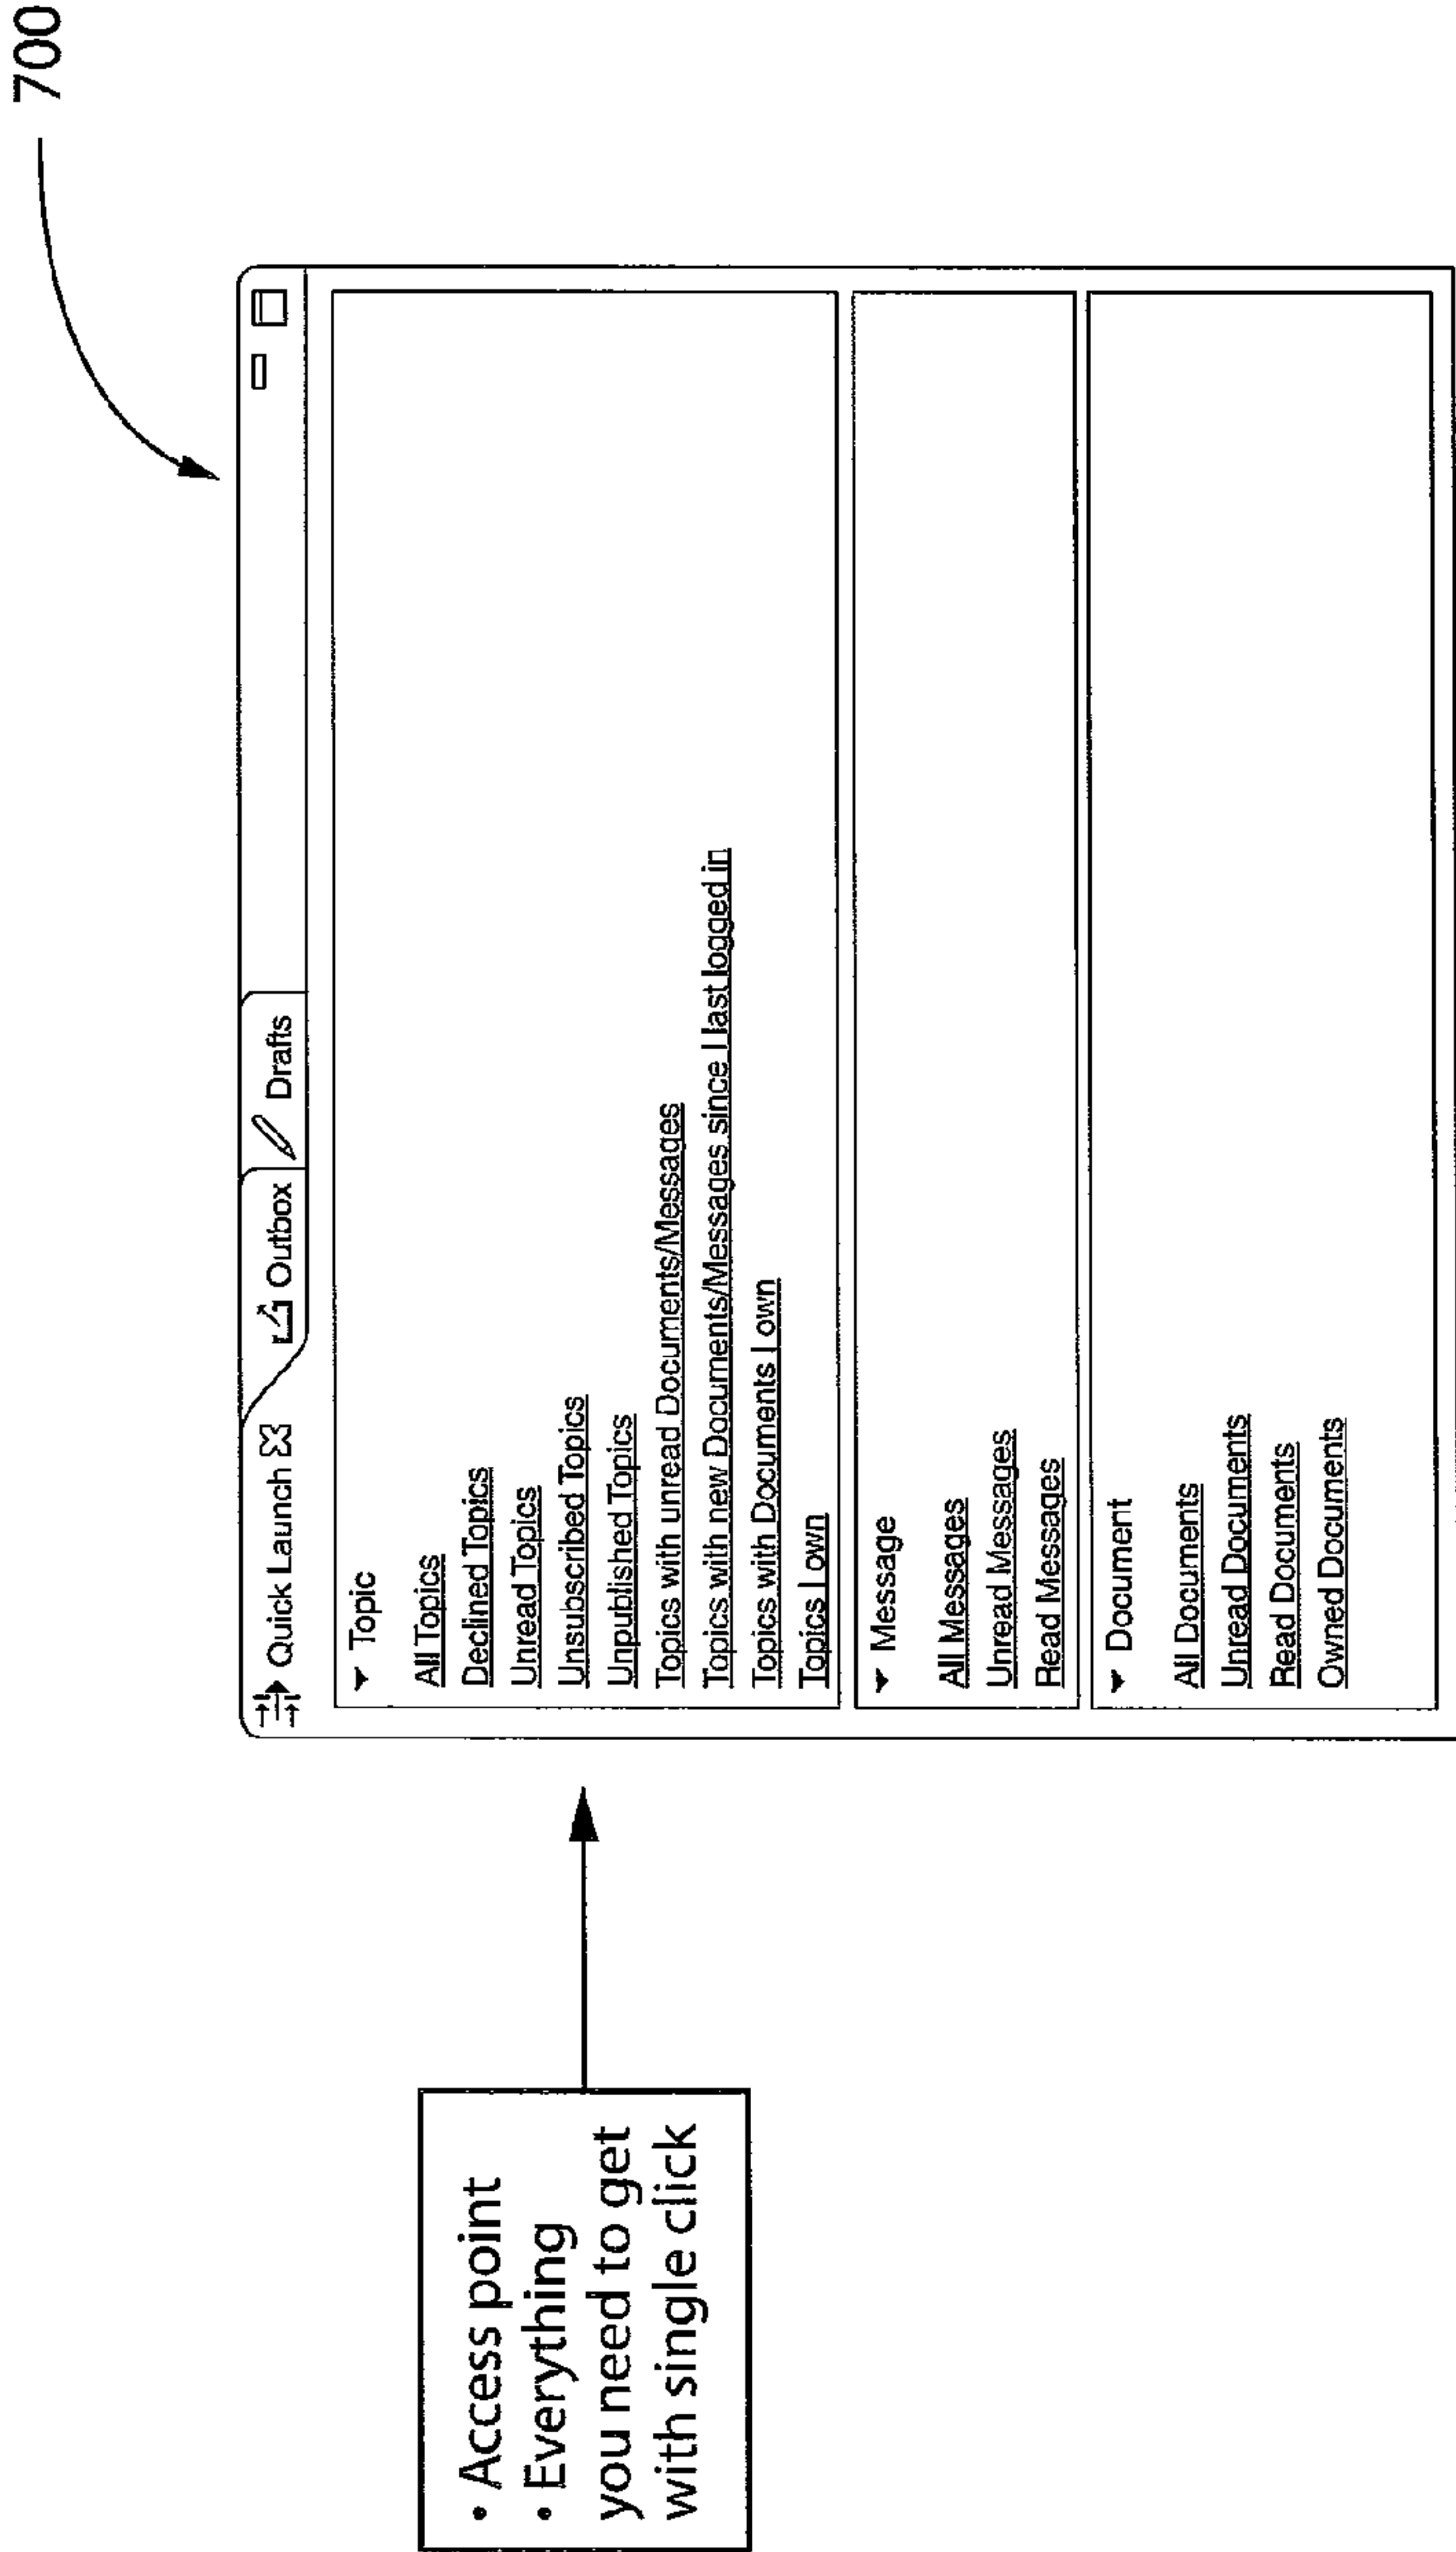 700
Quick Launch
Outbox
Drafts
Topic
All Topics
Declined Topics
Unread Topics
Unsubscribed Topics
Unpublished Topics
Topics with unread Documents/Messages
Topics with new Documents/Messages since I last logged in
Topics with Documents I own
Topics I own
Message
All Messages
Unread Messages
Read Messages
Document
All Documents
Unread Documents
Read Documents
Owned Documents
• Access point
• Everything
you need to get
with single click